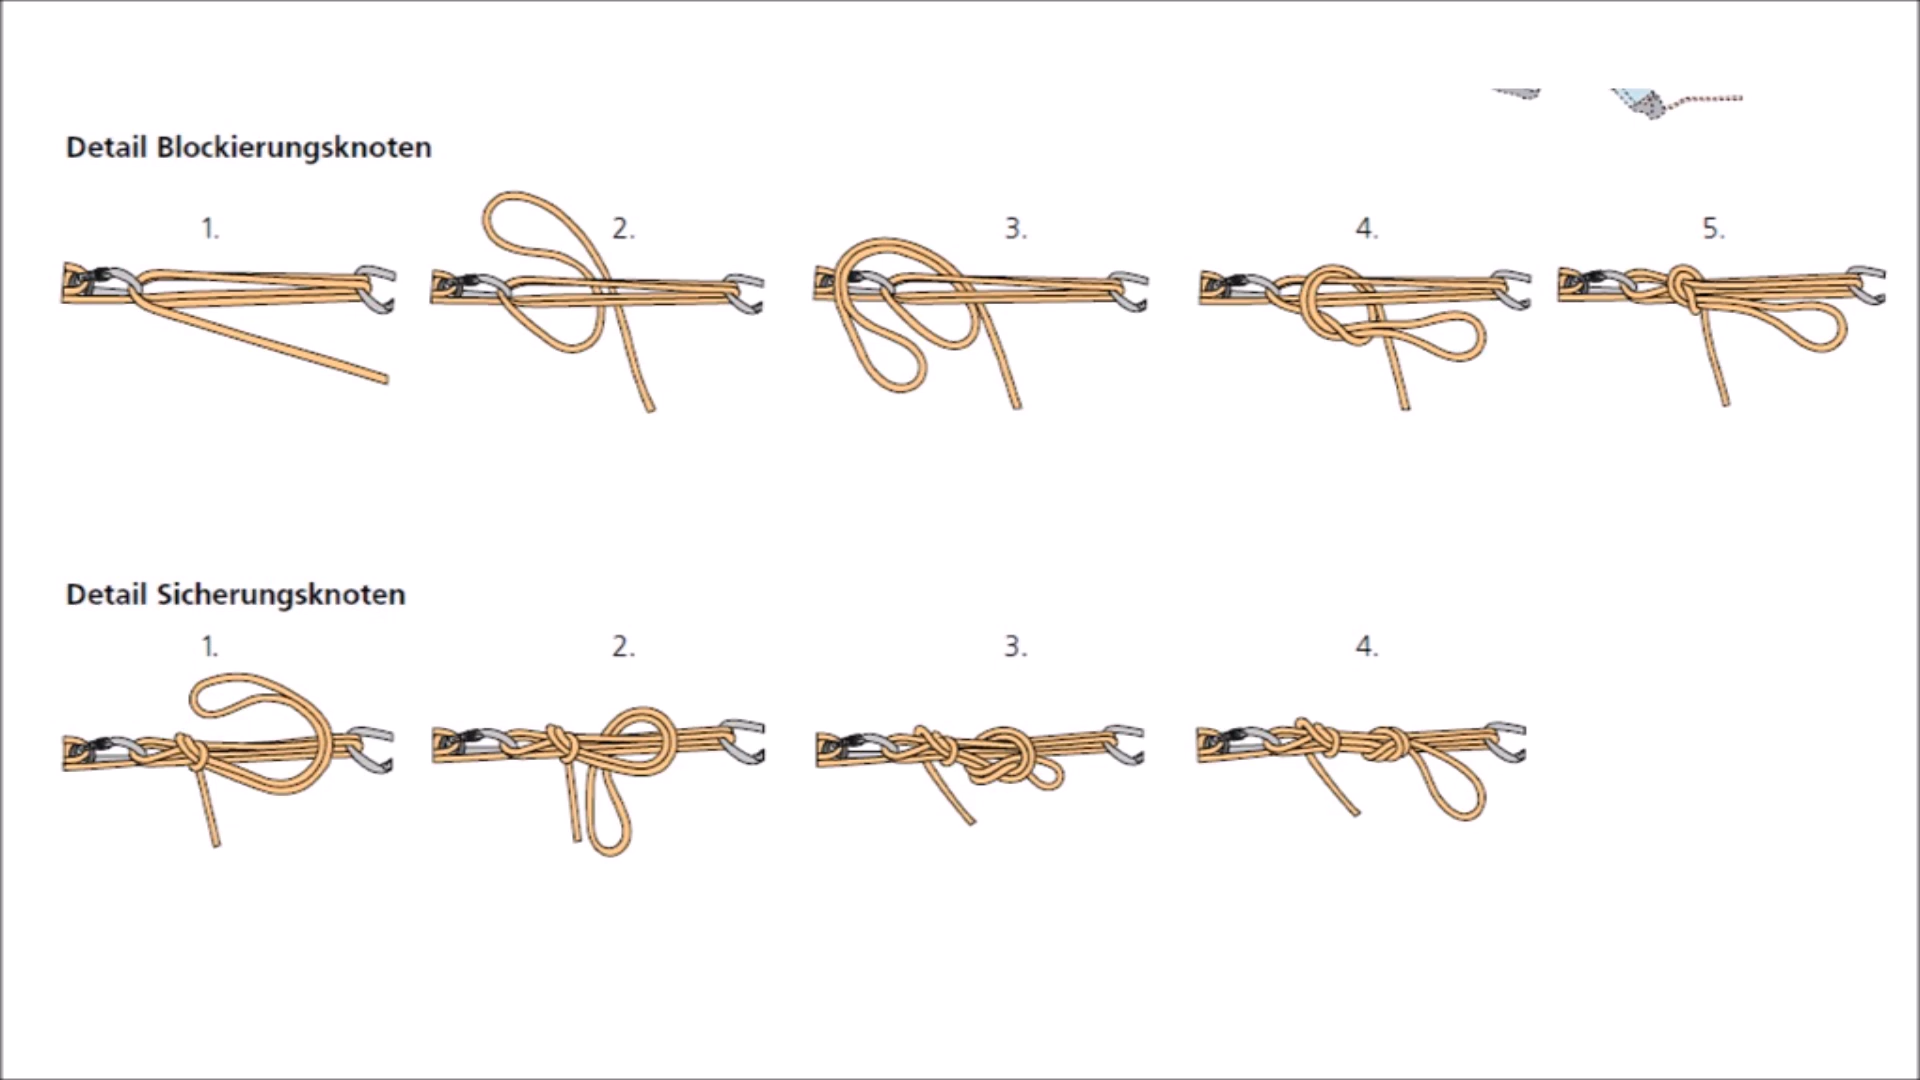 Detail Blockierungsknoten
1. 2. 3. 4. 5.
Detail Sicherungsknoten
1. 2. 3. 4.